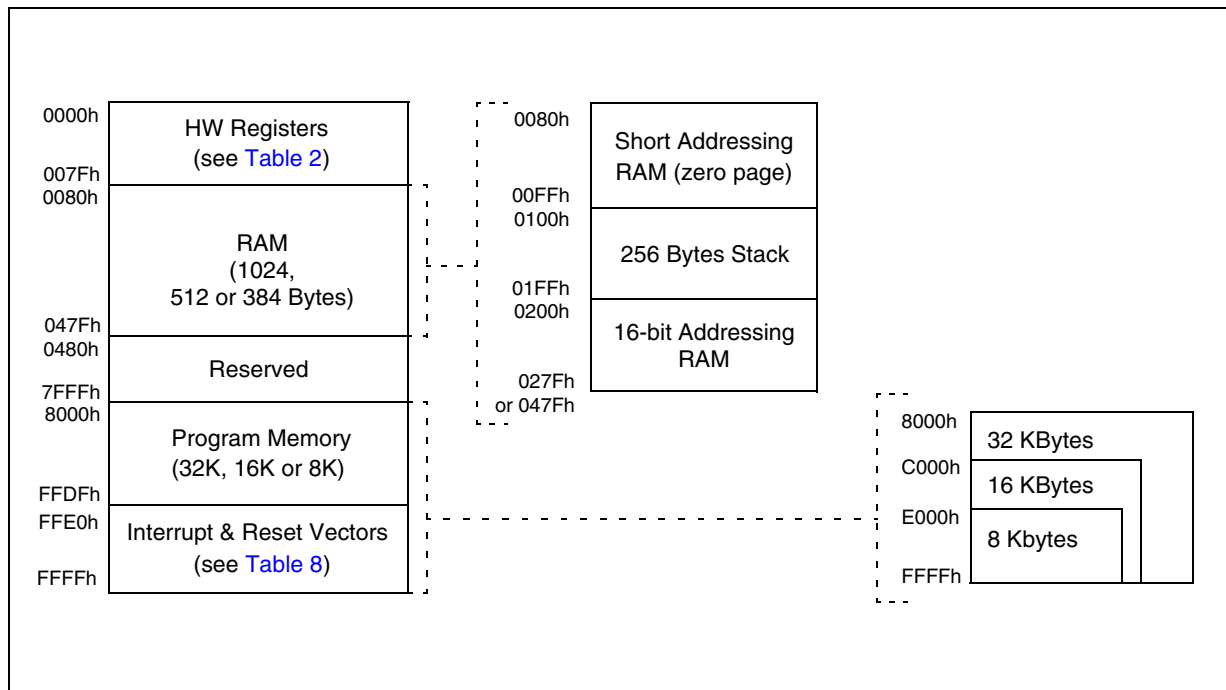 0000h
HW Registers
(see Table 2)
007Fh
0080h
RAM
(1024,
512 or 384 Bytes)
047Fh
0480h
Reserved
7FFFh
8000h
Program Memory
(32K, 16K or 8K)
FFDFh
FFE0h
Interrupt & Reset Vectors
(see Table 8)
FFFFh
0080h
Short Addressing
RAM (zero page)
00FFh
0100h
256 Bytes Stack
01FFh
0200h
16-bit Addressing
RAM
027Fh
or 047Fh
8000h
32 KBytes
C000h
16 KBytes
E000h
8 Kbytes
FFFFh